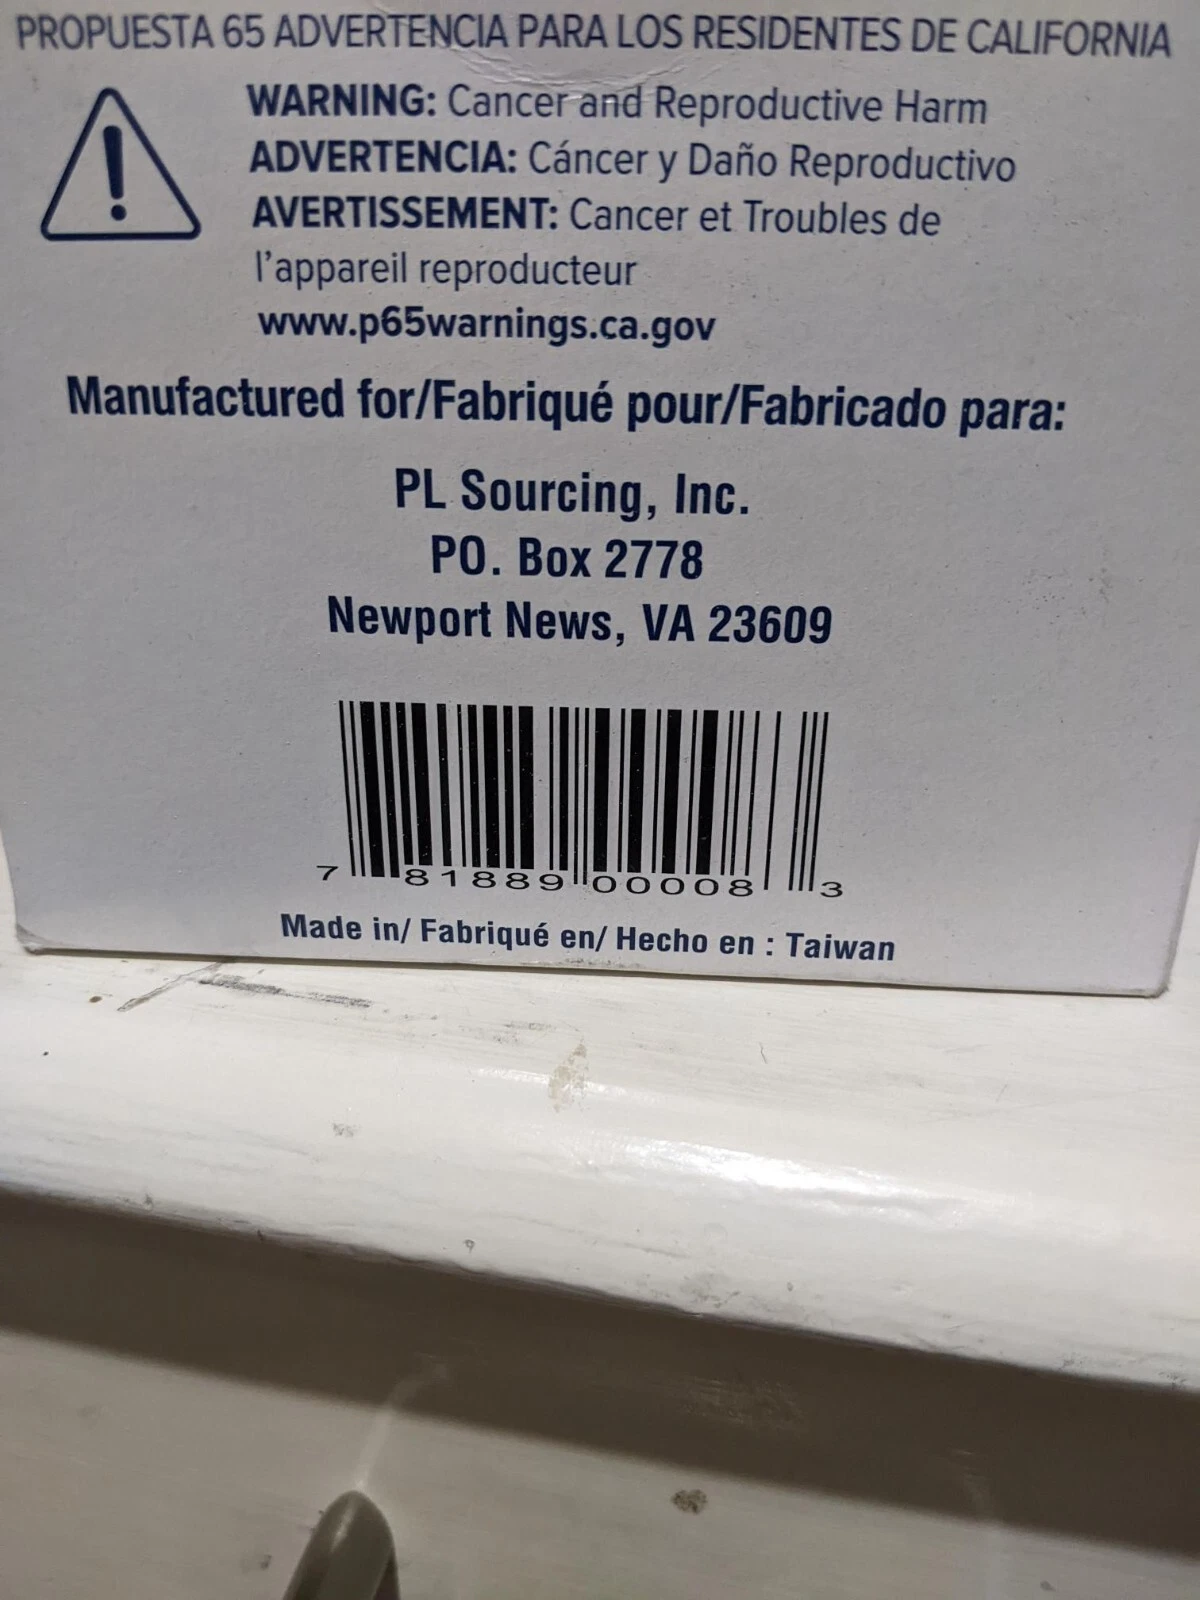 PROPUESTA 65 ADVERTENCIA PARA LOS RESIDENTES DE CALIFORNIA
WARNING: Cancer and Reproductive Harm
ADVERTENCIA: Cáncer y Daño Reproductivo
AVERTISSEMENT: Cancer et Troubles de
l'appareil reproducteur
www.p65warnings.ca.gov
Manufactured for/Fabriqué pour/Fabricado para:
PL Sourcing, Inc.
PO. Box 2778
Newport News, VA 23609
7 81889 00008 3
Made in/ Fabriqué en/ Hecho en : Taiwan